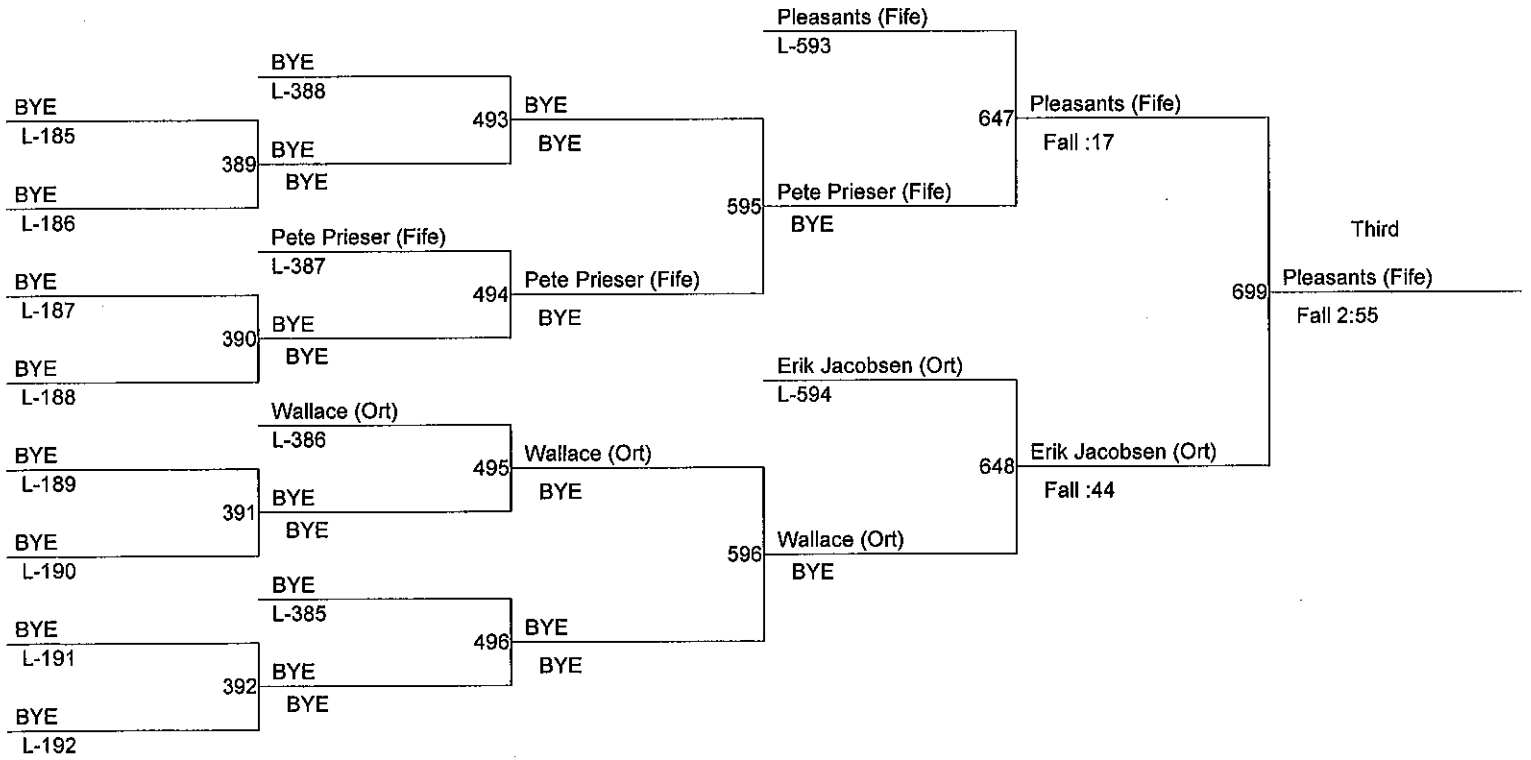 BYE
L-185
BYE
L-186
BYE
L-187
BYE
L-188
BYE
L-189
BYE
L-190
BYE
L-191
BYE
L-192
389
390
391
392
BYE
L-388
BYE
BYE
Pete Prieser (Fife)
L-387
BYE
BYE
Wallace (Ort)
L-386
BYE
BYE
BYE
L-385
BYE
BYE
493
494
495
496
BYE
BYE
Pete Prieser (Fife)
BYE
Wallace (Ort)
BYE
BYE
BYE
595
596
Pleasants (Fife)
L-593
Pete Prieser (Fife)
BYE
Erik Jacobsen (Ort)
L-594
Wallace (Ort)
BYE
647
648
Pleasants (Fife)
Fall :17
Erik Jacobsen (Ort)
Fall :44
699
Third
Pleasants (Fife)
Fall 2:55